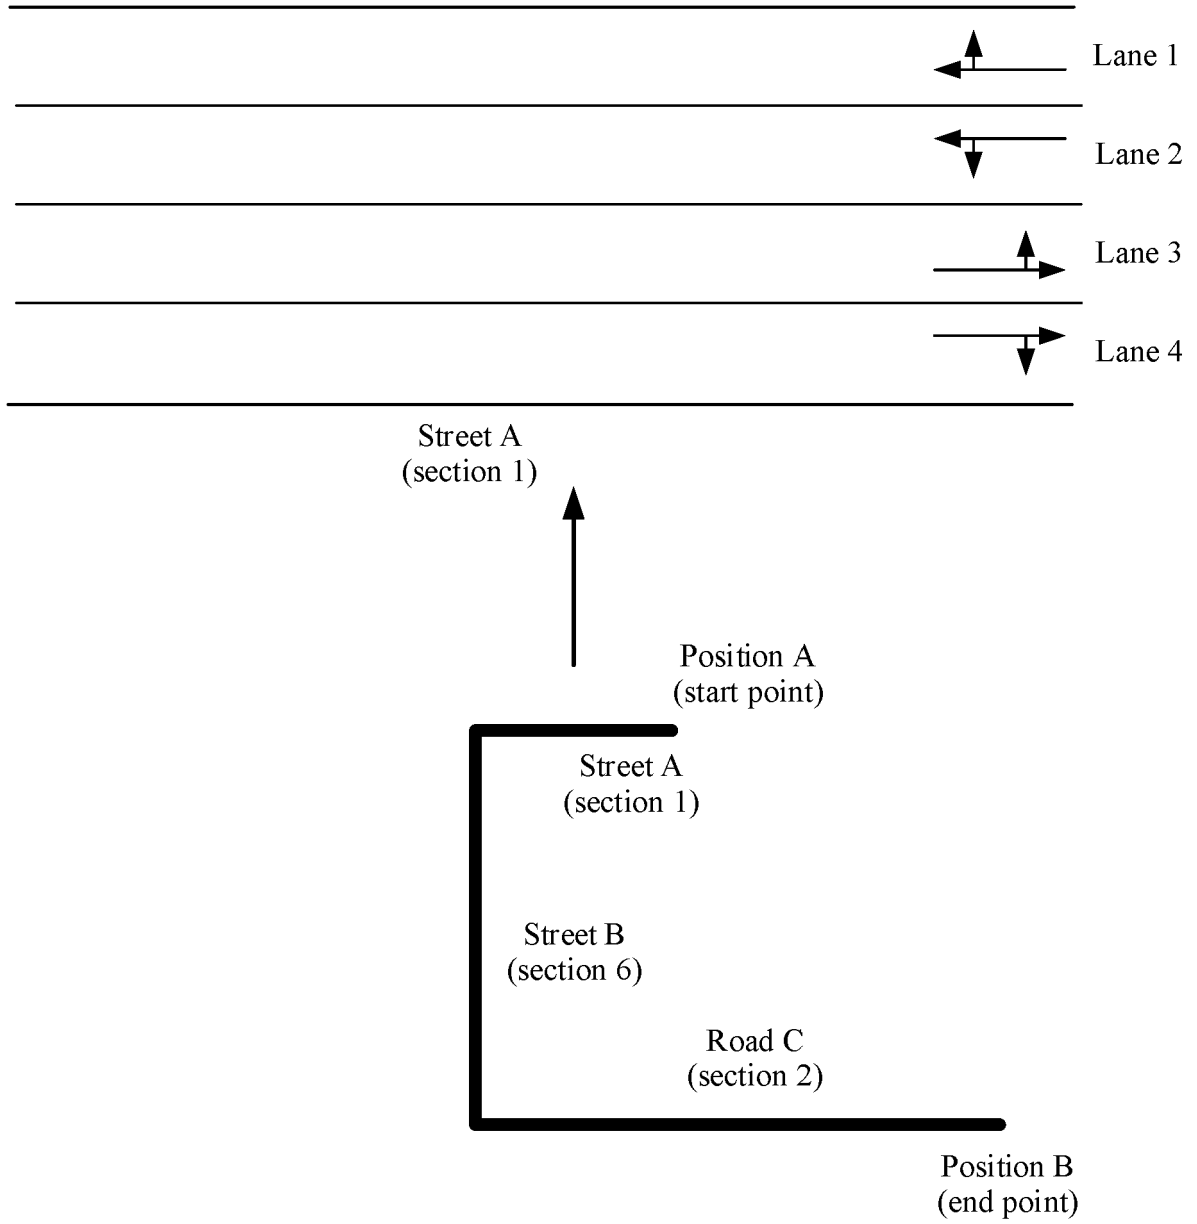 Lane 1
Lane 2
Lane 3
Lane 4
Street A
(section 1)
Position A
(start point)
Street A
(section 1)
Street B
(section 6)
Road C
(section 2)
Position B
(end point)